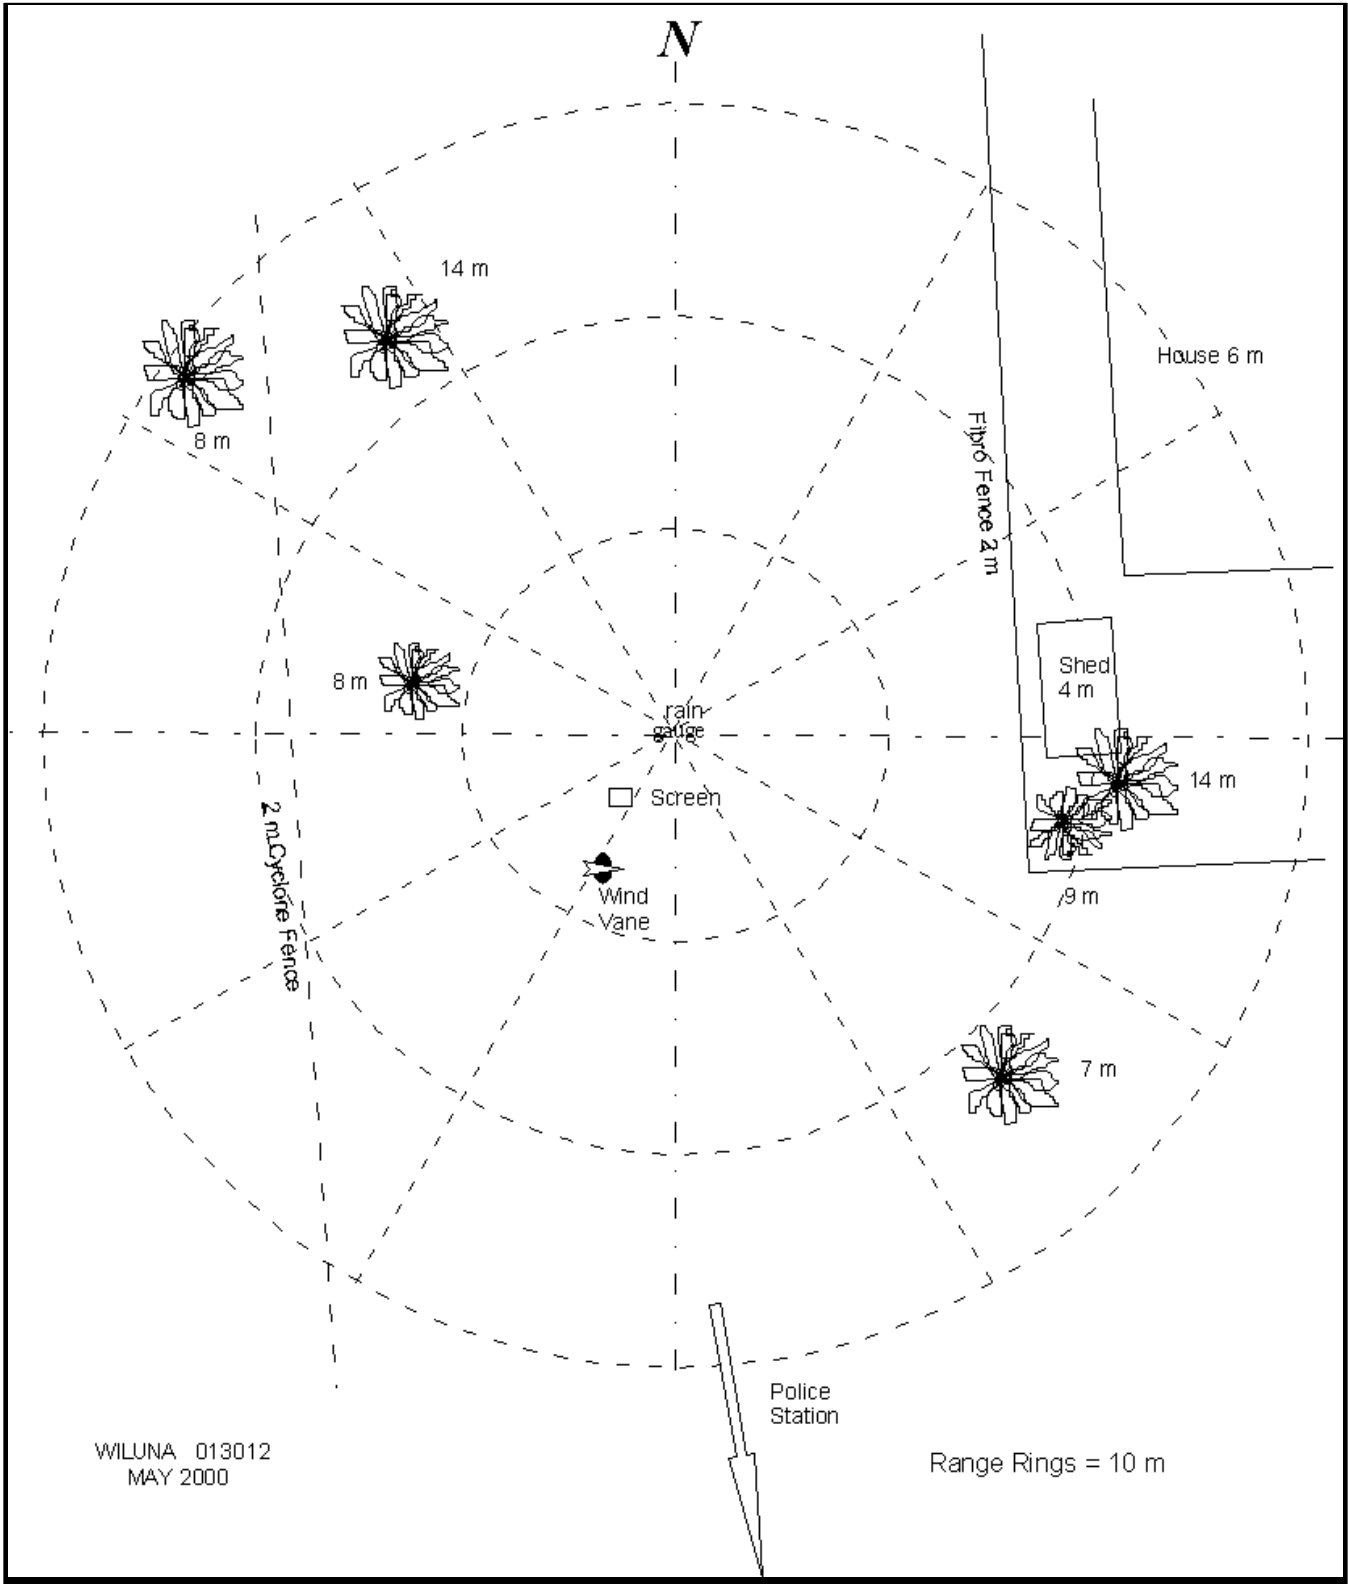 N
14 m
8 m
House 6 m
Fibro Fence 2 m
8 m
Shed
4 m
rain
gauge
Screen
14 m
2 m Cyclone Fence
Wind
Vane
9 m
7 m
Police
Station
WILUNA 013012
MAY 2000
Range Rings = 10 m